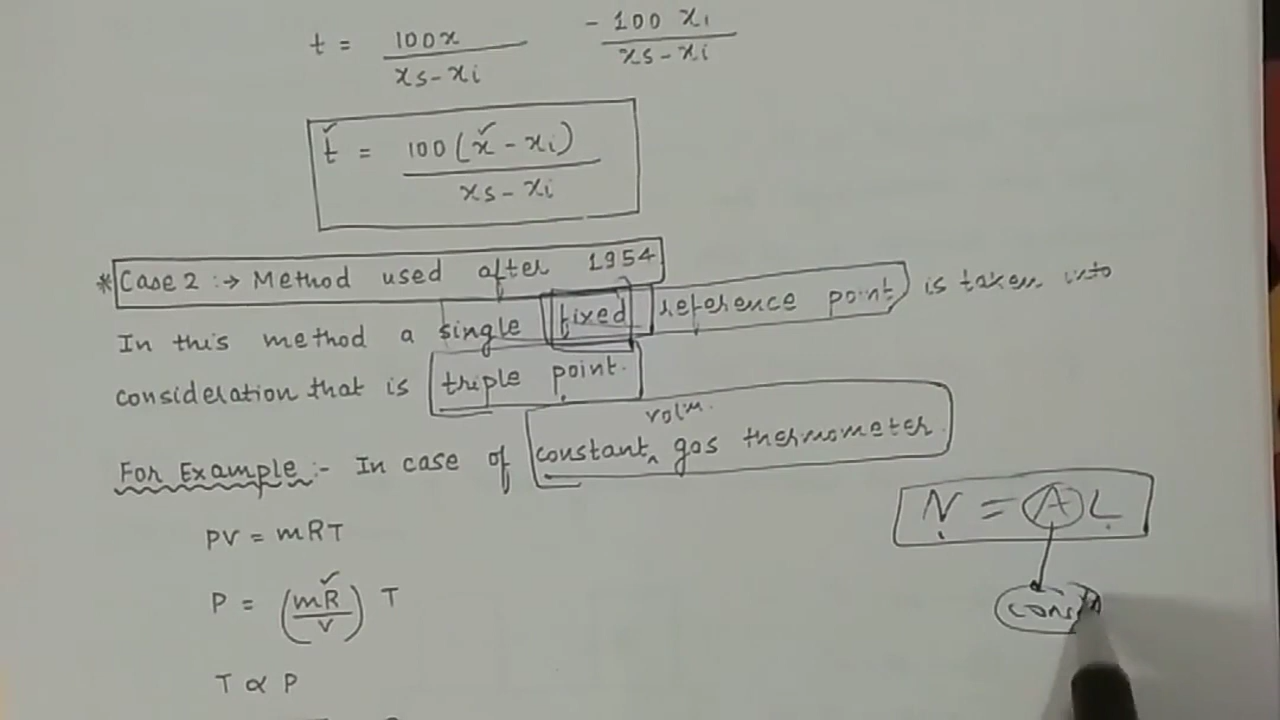 t = 100x / xs - xi - 100 xi / xs - xi
t = 100 (x - xi) / xs - xi
* Case 2 :→ Method used after 1954
In this method a single fixed reference point is taken into
consideration that is triple point.
volm.
For Example :- In case of constant ^ gas thermometer.
N = A L
PV = mRT
P = (mR / V) T
T ∝ P